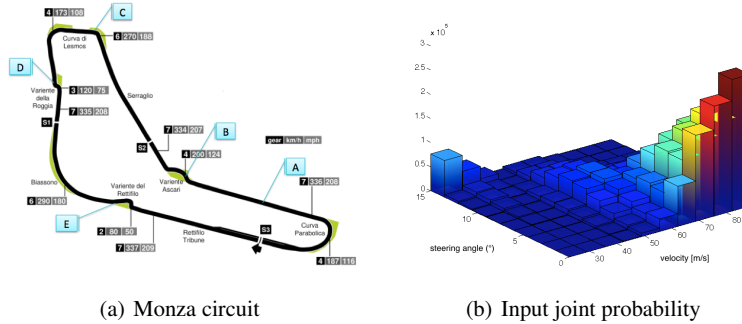 C
4 173 108
6 270 188
Curva di
Lesmos
D
3 120 75
Variente
della
Roggia
7 335 208
S1
Serraglio
7 334 207
S2
B
gear km/h mph
4 200 124
Variente
Ascari
A
7 335 208
Biassono
6 290 180
Variente del
Rettifilo
E
2 80 50
7 337 209
Rettifilo
Tribune
S3
Curva
Parabolica
4 187 116
(a) Monza circuit
x 10^5
3
2.5
2
1.5
1
0.5
0
15
10
5
0
steering angle (°)
30
40
50
60
70
80
velocity [m/s]
(b) Input joint probability